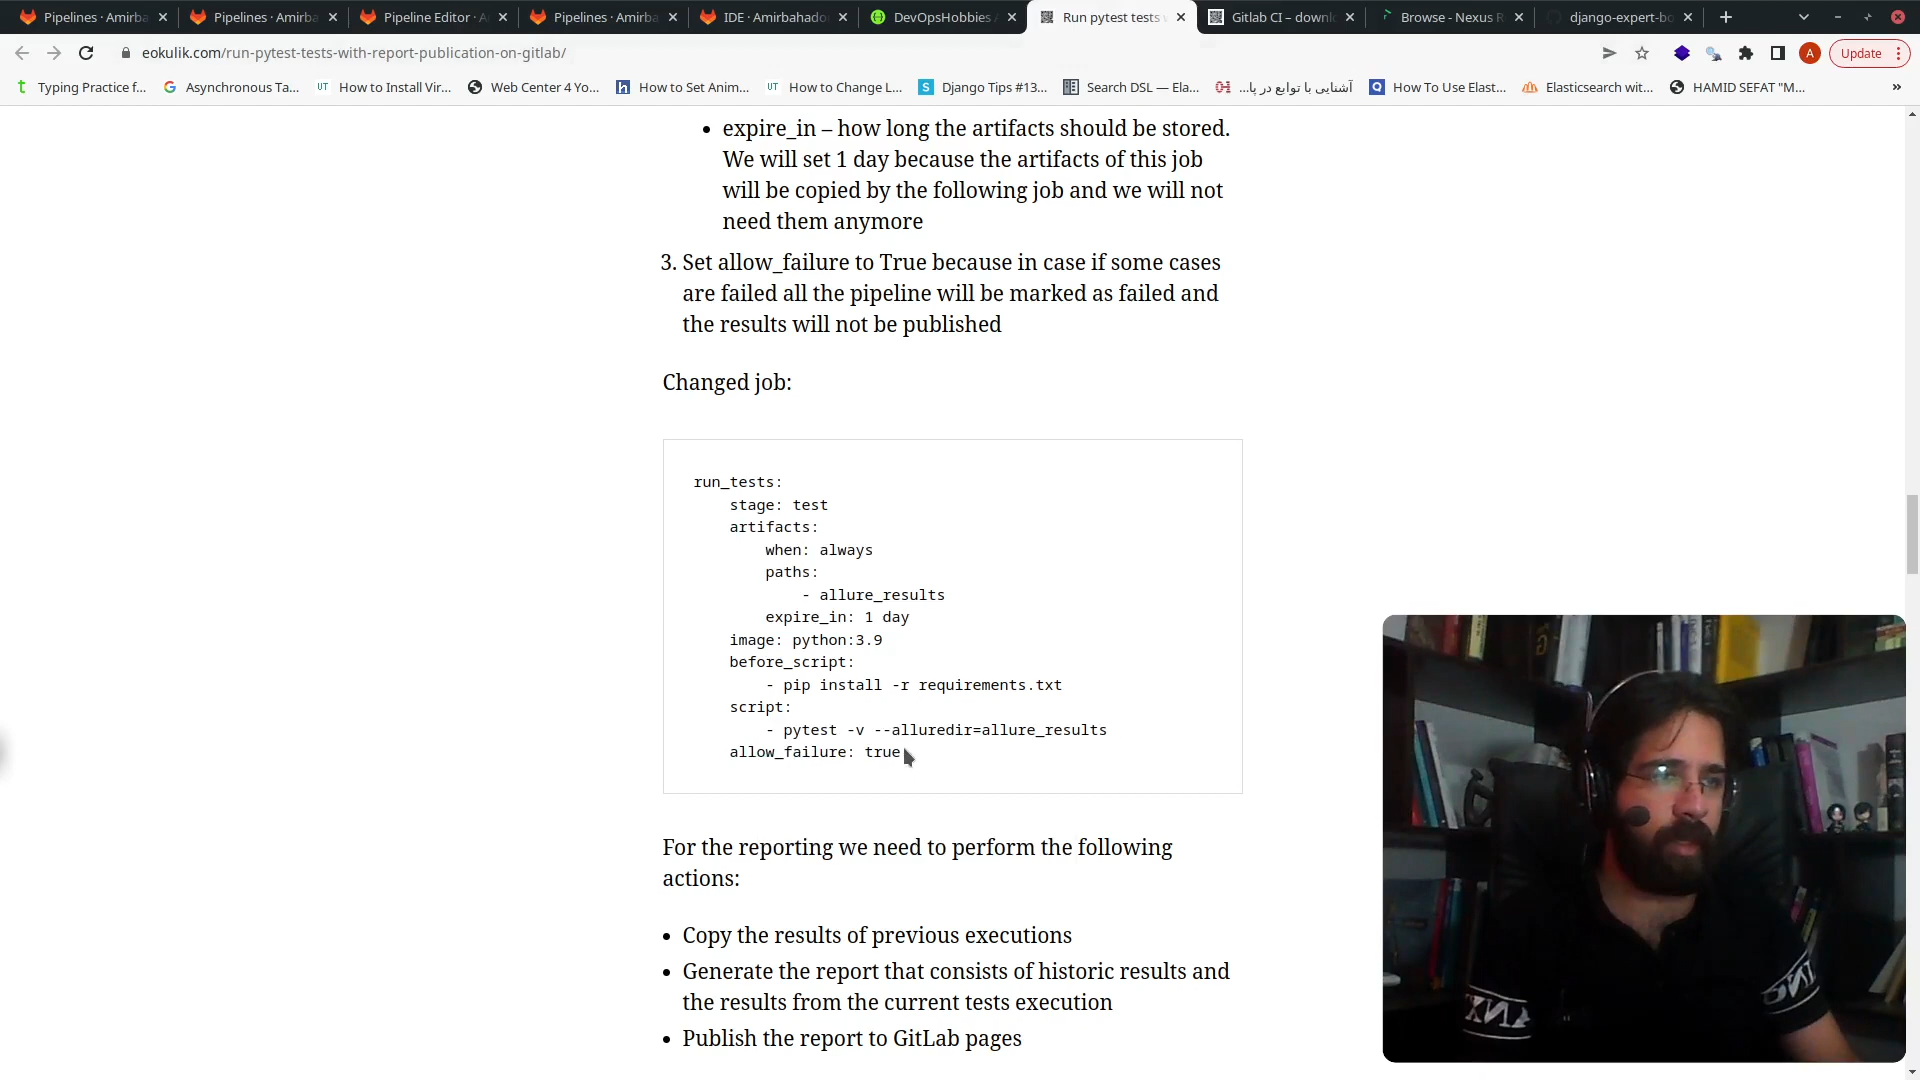 Pipelines · Amirba
Pipelines · Amirba
Pipeline Editor · A
Pipelines · Amirba
IDE · Amirbahado
DevOpsHobbies
Run pytest tests
Gitlab CI – downl
Browse - Nexus R
django-expert-bo
eokulik.com/run-pytest-tests-with-report-publication-on-gitlab/
A
Update
Typing Practice f...
Asynchronous Ta...
How to Install Vir...
Web Center 4 Yo...
How to Set Anim...
How to Change L...
Django Tips #13...
Search DSL — Ela...
آشنایی با توابع در پا...
How To Use Elast...
Elasticsearch wit...
HAMID SEFAT "M...
• expire_in – how long the artifacts should be stored.
We will set 1 day because the artifacts of this job
will be copied by the following job and we will not
need them anymore
3. Set allow_failure to True because in case if some cases
are failed all the pipeline will be marked as failed and
the results will not be published
Changed job:
run_tests:
stage: test
artifacts:
when: always
paths:
- allure_results
expire_in: 1 day
image: python:3.9
before_script:
- pip install -r requirements.txt
script:
- pytest -v --alluredir=allure_results
allow_failure: true
For the reporting we need to perform the following
actions:
• Copy the results of previous executions
• Generate the report that consists of historic results and
the results from the current tests execution
• Publish the report to GitLab pages